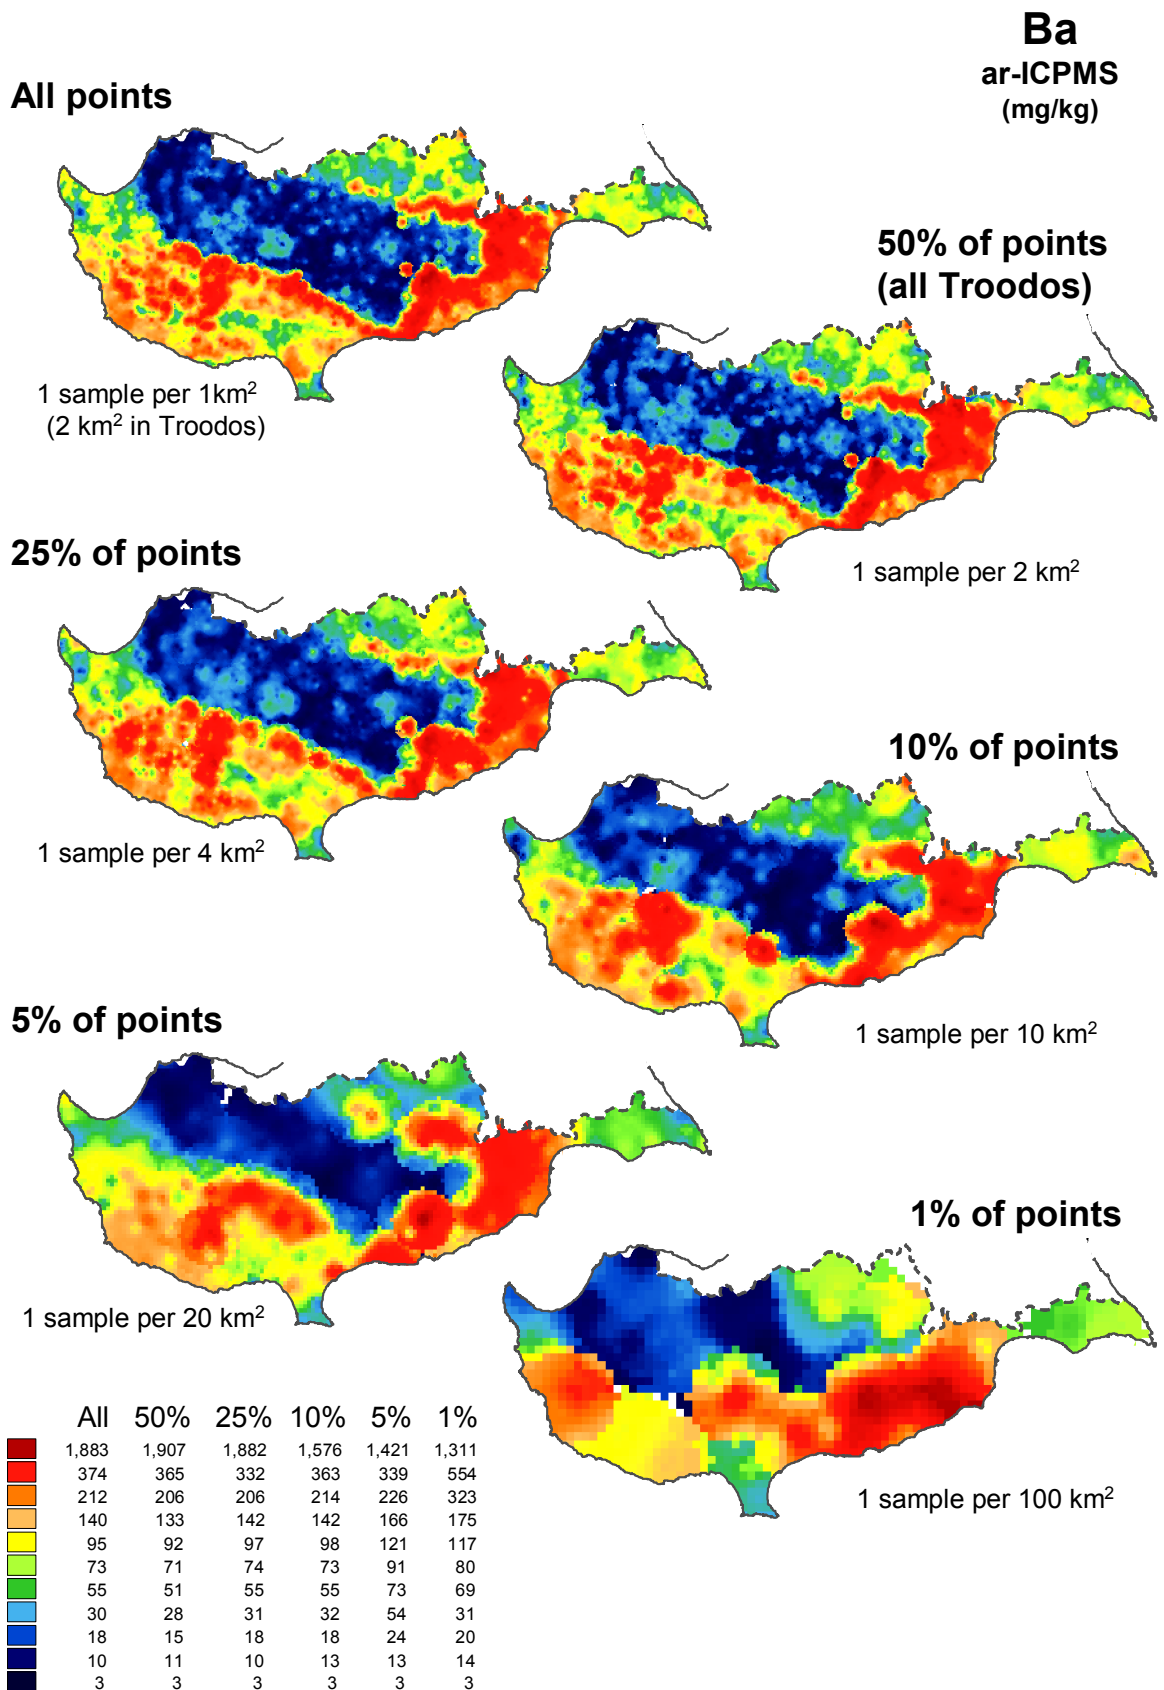 Ba
ar-ICPMS
(mg/kg)
All points
1 sample per 1km²
(2 km² in Troodos)
50% of points
(all Troodos)
1 sample per 2 km²
25% of points
1 sample per 4 km²
10% of points
1 sample per 10 km²
5% of points
1 sample per 20 km²
1% of points
1 sample per 100 km²
All 50% 25% 10% 5% 1%
1,883 1,907 1,882 1,576 1,421 1,311
374 365 332 363 339 554
212 206 206 214 226 323
140 133 142 142 166 175
95 92 97 98 121 117
73 71 74 73 91 80
55 51 55 55 73 69
30 28 31 32 54 31
18 15 18 18 24 20
10 11 10 13 13 14
3 3 3 3 3 3